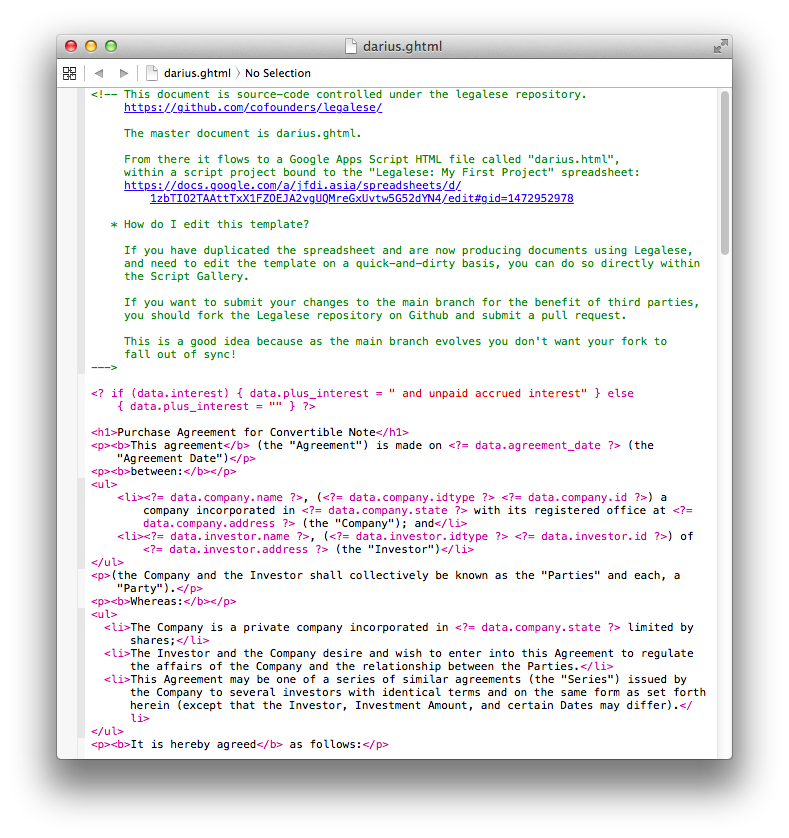 darius.ghtml
darius.ghtml 〉 No Selection
<!-- This document is source-code controlled under the legalese repository.
https://github.com/cofounders/legalese/
The master document is darius.ghtml.
From there it flows to a Google Apps Script HTML file called "darius.html",
within a script project bound to the "Legalese: My First Project" spreadsheet:
https://docs.google.com/a/jfdi.asia/spreadsheets/d/
1zbTIO2TAAttTxX1FZOEJA2vgUQMreGxUvtw5G52dYN4/edit#gid=1472952978
* How do I edit this template?
If you have duplicated the spreadsheet and are now producing documents using Legalese,
and need to edit the template on a quick-and-dirty basis, you can do so directly within
the Script Gallery.
If you want to submit your changes to the main branch for the benefit of third parties,
you should fork the Legalese repository on Github and submit a pull request.
This is a good idea because as the main branch evolves you don't want your fork to
fall out of sync!
--->
<? if (data.interest) { data.plus_interest = " and unpaid accrued interest" } else
{ data.plus_interest = "" } ?>
<h1>Purchase Agreement for Convertible Note</h1>
<p><b>This agreement</b> (the "Agreement") is made on <?= data.agreement_date ?> (the
"Agreement Date")</p>
<p><b>between:</b></p>
<ul>
<li><?= data.company.name ?>, (<?= data.company.idtype ?> <?= data.company.id ?>) a
company incorporated in <?= data.company.state ?> with its registered office at <?=
data.company.address ?> (the "Company"); and</li>
<li><?= data.investor.name ?>, (<?= data.investor.idtype ?> <?= data.investor.id ?>) of
<?= data.investor.address ?> (the "Investor")</li>
</ul>
<p>(the Company and the Investor shall collectively be known as the "Parties" and each, a
"Party").</p>
<p><b>Whereas:</b></p>
<ul>
<li>The Company is a private company incorporated in <?= data.company.state ?> limited by
shares;</li>
<li>The Investor and the Company desire and wish to enter into this Agreement to regulate
the affairs of the Company and the relationship between the Parties.</li>
<li>This Agreement may be one of a series of similar agreements (the "Series") issued by
the Company to several investors with identical terms and on the same form as set forth
herein (except that the Investor, Investment Amount, and certain Dates may differ).</
li>
</ul>
<p><b>It is hereby agreed</b> as follows:</p>